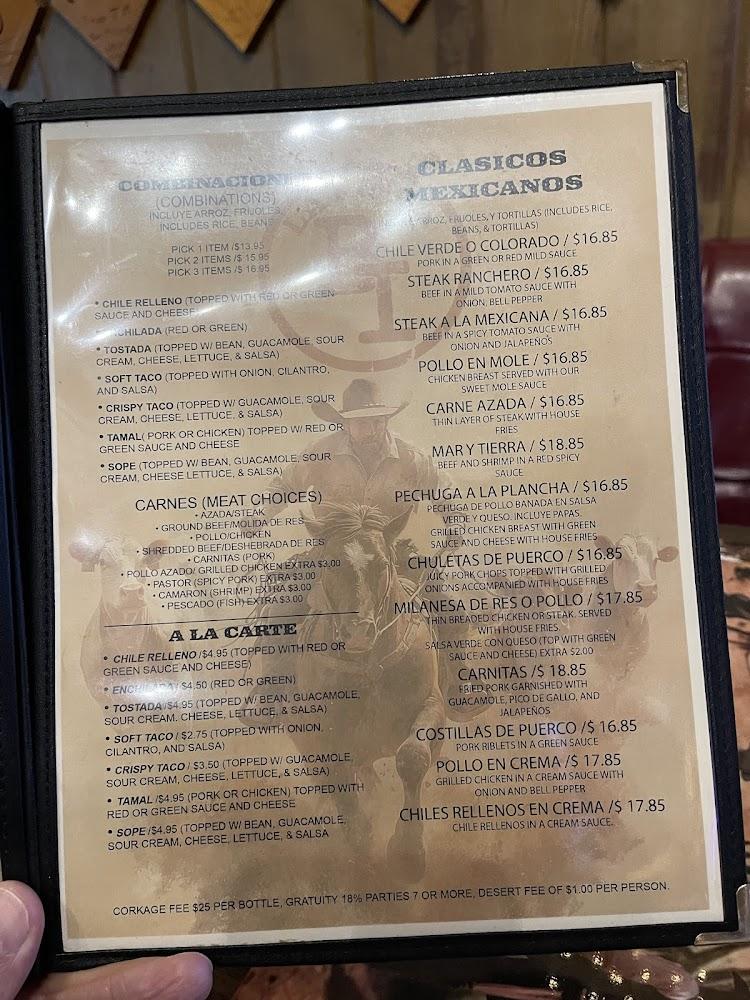 COMBINACION
(COMBINATIONS)
INCLUYE ARROZ, FRIJOLES,
INCLUDES RICE, BEANS
PICK 1 ITEM /$13.95
PICK 2 ITEMS /$ 15.95
PICK 3 ITEMS /$ 16.95
• CHILE RELLENO (TOPPED WITH RED OR GREEN
SAUCE AND CHEESE
(RED OR GREEN)
• TOSTADA (TOPPED W/ BEAN, GUACAMOLE, SOUR
CREAM, CHEESE, LETTUCE, & SALSA)
• SOFT TACO (TOPPED WITH ONION, CILANTRO,
AND SALSA)
• CRISPY TACO (TOPPED W/ GUACAMOLE, SOUR
CREAM, CHEESE, LETTUCE, & SALSA)
• TAMAL( PORK OR CHICKEN) TOPPED WITH RED OR
GREEN SAUCE AND CHEESE
• SOPE (TOPPED W/ BEAN, GUACAMOLE, SOUR
CREAM, CHEESE LETTUCE, & SALSA)
CARNES (MEAT CHOICES)
• AZADA/STEAK
• GROUND BEEF/MOLIDA DE RES
• POLLO/CHICKEN
• SHREDDED BEEF/DESHEBRADA DE RES
• CARNITAS (PORK)
• POLLO AZADO/ GRILLED CHICKEN EXTRA $3.00
• PASTOR (SPICY PORK) EXTRA $3.00
• CAMARON (SHRIMP) EXTRA $3.00
• PESCADO (FISH) EXTRA $3.00
A LA CARTE
• CHILE RELLENO /$4.95 (TOPPED WITH RED OR
GREEN SAUCE AND CHEESE)
• ENCHILADA/ $4.50 (RED OR GREEN)
• TOSTADA/$4.95 (TOPPED W/ BEAN, GUACAMOLE,
SOUR CREAM. CHEESE, LETTUCE, & SALSA)
• SOFT TACO / $2.75 (TOPPED WITH ONION,
CILANTRO, AND SALSA)
• CRISPY TACO / $3.50 (TOPPED W/ GUACAMOLE,
SOUR CREAM, CHEESE, LETTUCE, & SALSA)
• TAMAL /$4.95 (PORK OR CHICKEN) TOPPED WITH
RED OR GREEN SAUCE AND CHEESE
• SOPE /$4.95 (TOPPED W/ BEAN, GUACAMOLE,
SOUR CREAM, CHEESE, LETTUCE, & SALSA
CLASICOS
MEXICANOS
ARROZ, FRIJOLES, Y TORTILLAS (INCLUDES RICE,
BEANS, & TORTILLAS)
CHILE VERDE O COLORADO / $16.85
PORK IN A GREEN OR RED MILD SAUCE
STEAK RANCHERO / $16.85
BEEF IN A MILD TOMATO SAUCE WITH
ONION, BELL PEPPER
STEAK A LA MEXICANA / $16.85
BEEF IN A SPICY TOMATO SAUCE WITH
ONION AND JALAPEÑOS
POLLO EN MOLE / $16.85
CHICKEN BREAST SERVED WITH OUR
SWEET MOLE SAUCE
CARNE AZADA / $16.85
THIN LAYER OF STEAK WITH HOUSE
FRIES
MAR Y TIERRA / $18.85
BEEF AND SHRIMP IN A RED SPICY
SAUCE
PECHUGA A LA PLANCHA / $16.85
PECHUGA DE POLLO BANADA EN SALSA
VERDE Y QUESO. INCLUYE PAPAS.
GRILLED CHICKEN BREAST WITH GREEN
SAUCE AND CHEESE WITH HOUSE FRIES
CHULETAS DE PUERCO / $16.85
JUICY PORK CHOPS TOPPED WITH GRILLED
ONIONS ACCOMPANIED WITH HOUSE FRIES
MILANESA DE RES O POLLO / $17.85
THIN BREADED CHICKEN OR STEAK. SERVED
WITH HOUSE FRIES
SALSA VERDE CON QUESO (TOP WITH GREEN
SAUCE AND CHEESE) EXTRA $2.00
CARNITAS /$ 18.85
FRIED PORK GARNISHED WITH
GUACAMOLE, PICO DE GALLO, AND
JALAPEÑOS
COSTILLAS DE PUERCO /$ 16.85
PORK RIBLETS IN A GREEN SAUCE
POLLO EN CREMA /$ 17.85
GRILLED CHICKEN IN A CREAM SAUCE WITH
ONION AND BELL PEPPER
CHILES RELLENOS EN CREMA /$ 17.85
CHILE RELLENOS IN A CREAM SAUCE.
CORKAGE FEE $25 PER BOTTLE, GRATUITY 18% PARTIES 7 OR MORE, DESERT FEE OF $1.00 PER PERSON.